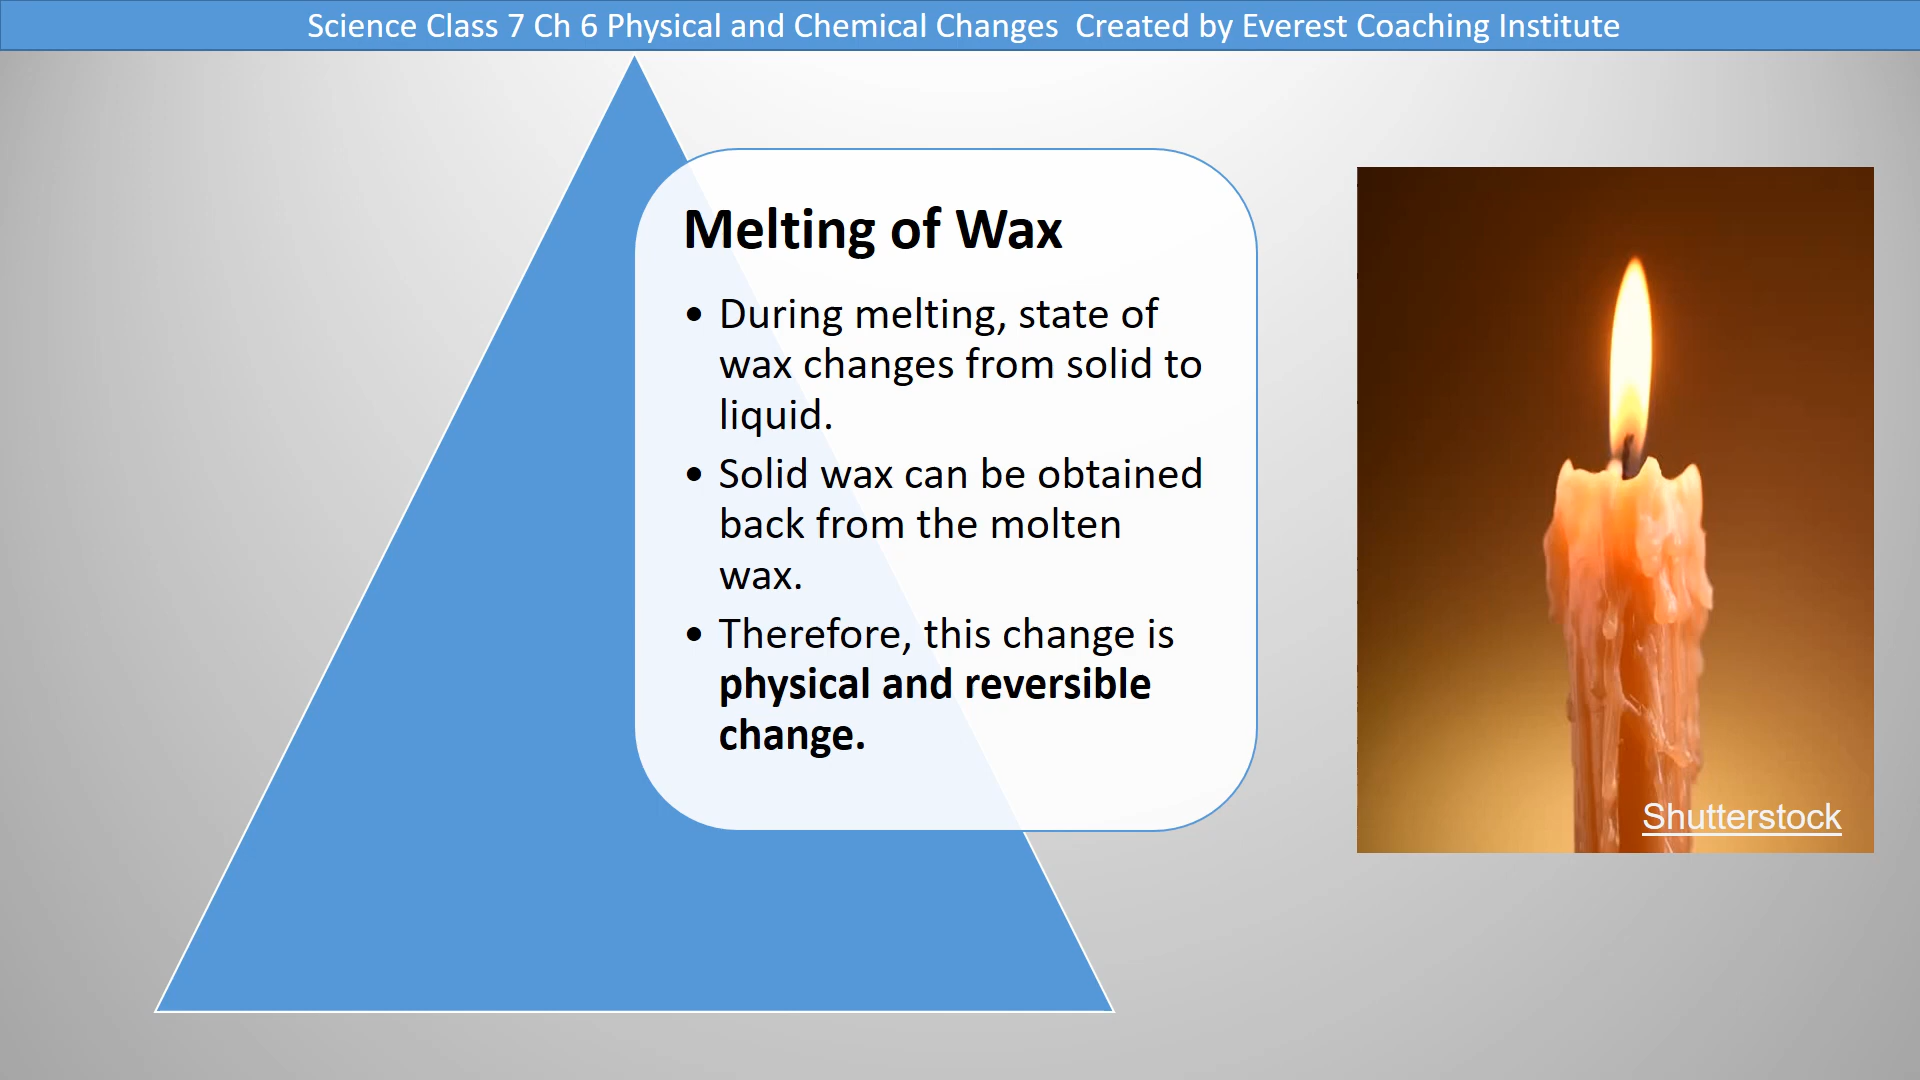 Science Class 7 Ch 6 Physical and Chemical Changes  Created by Everest Coaching Institute
Melting of Wax
• During melting, state of
wax changes from solid to
liquid.
• Solid wax can be obtained
back from the molten
wax.
• Therefore, this change is
physical and reversible
change.
Shutterstock